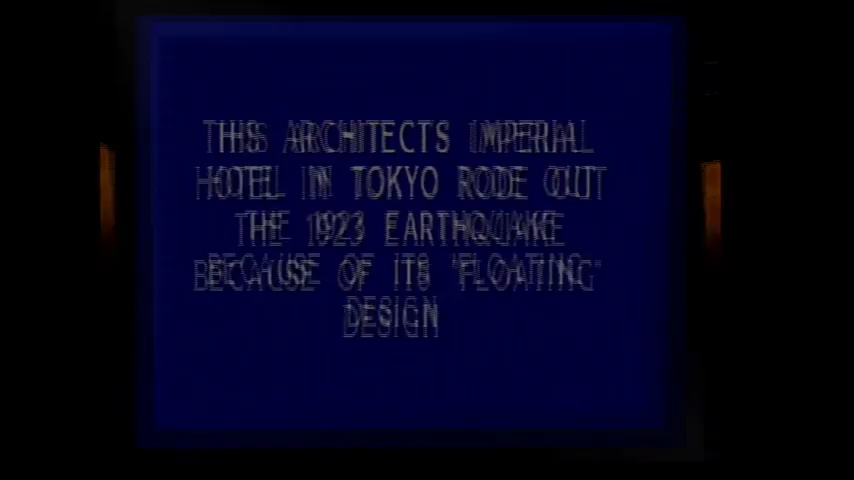 THIS ARCHITECTS IMPERIAL
HOTEL IN TOKYO RODE OUT
THE 1923 EARTHQUAKE
BECAUSE OF ITS "FLOATING"
DESIGN